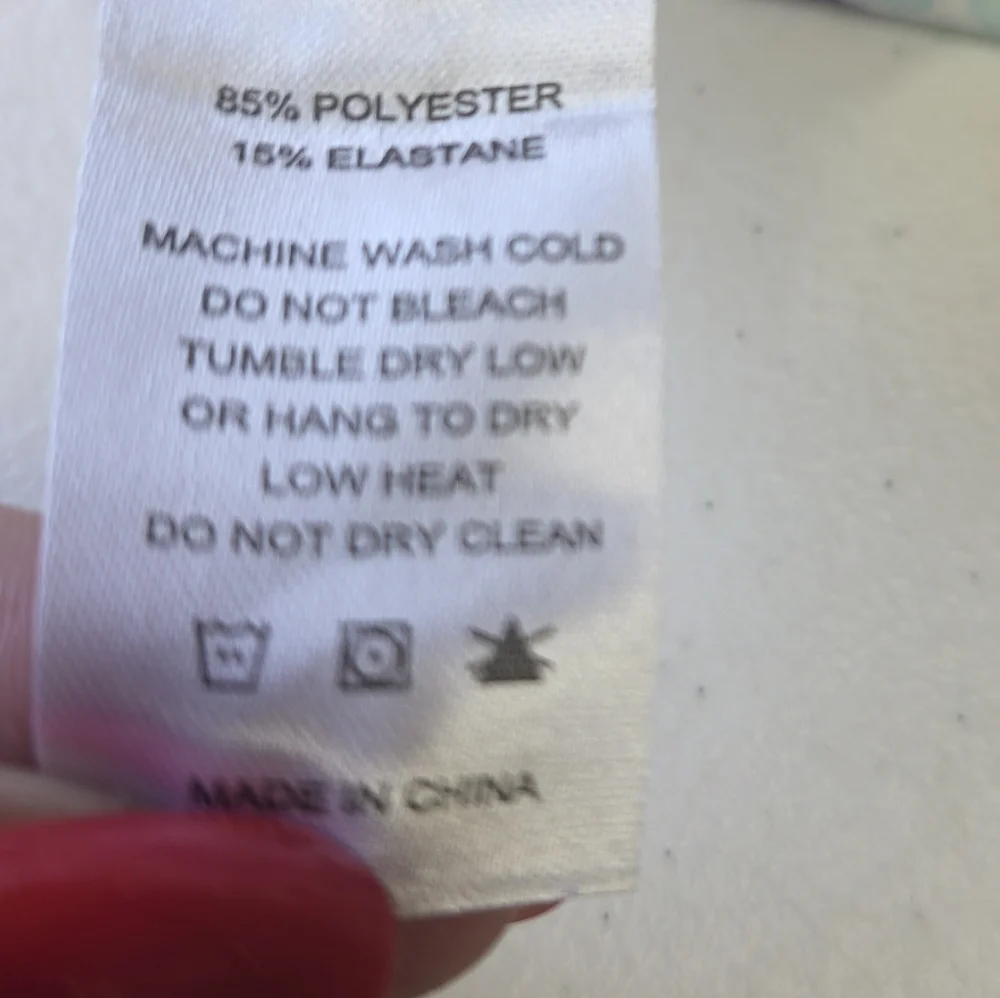 85% POLYESTER
15% ELASTANE
MACHINE WASH COLD
DO NOT BLEACH
TUMBLE DRY LOW
OR HANG TO DRY
LOW HEAT
DO NOT DRY CLEAN
MADE IN CHINA